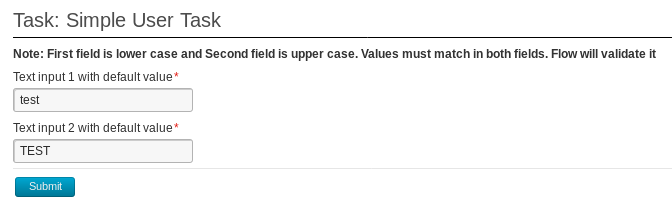 Task: Simple User Task
Note: First field is lower case and Second field is upper case. Values must match in both fields. Flow will validate it
Text input 1 with default value*
test
Text input 2 with default value*
TEST
Submit